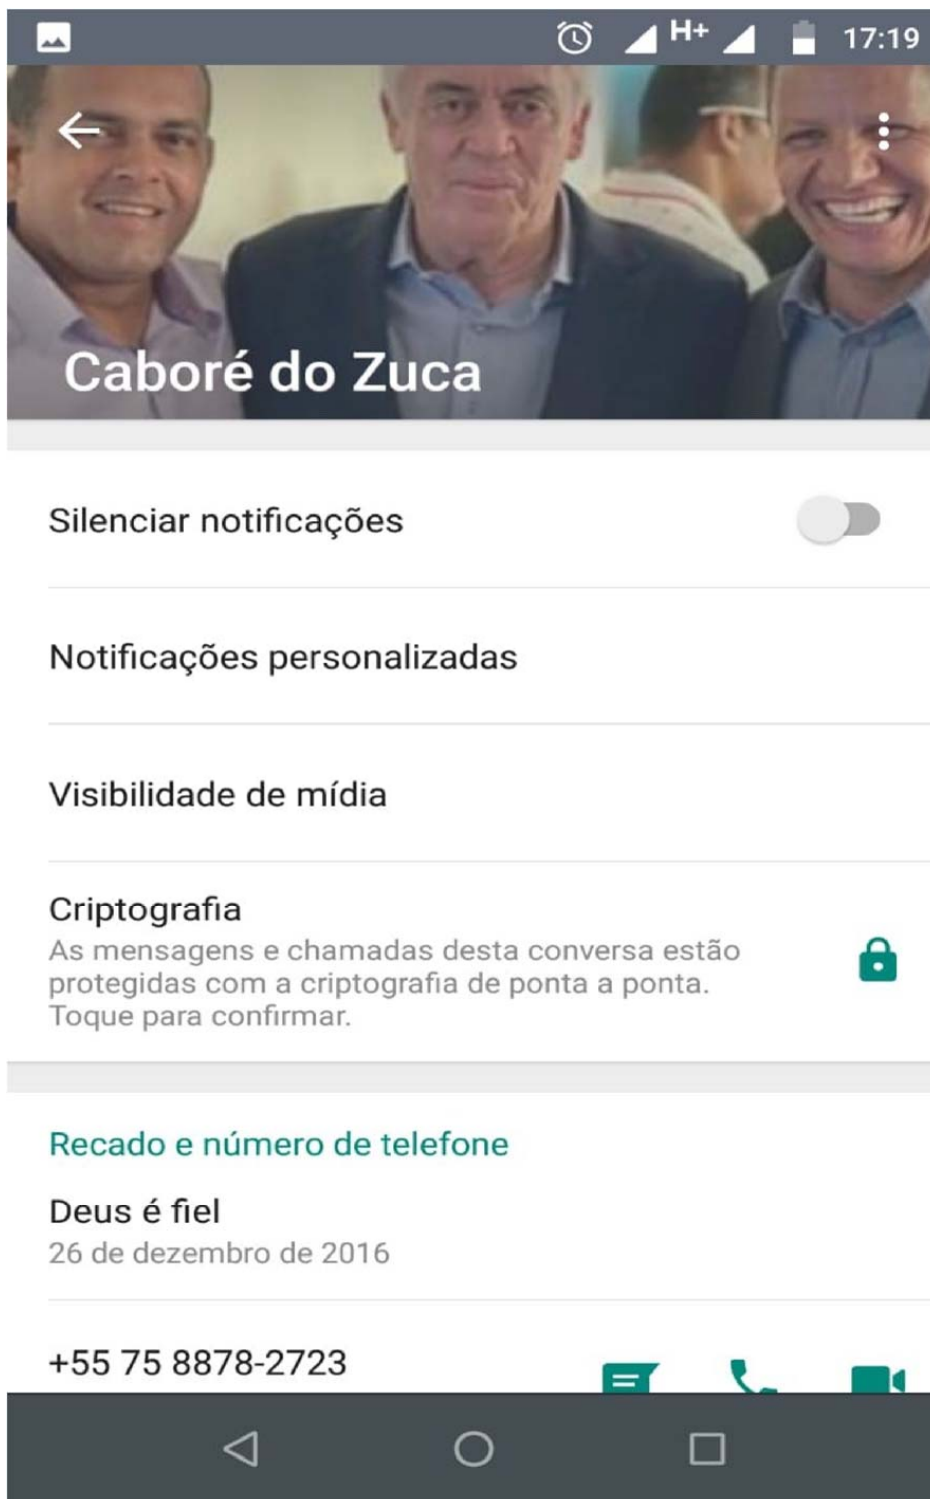 H+ 17:19
Caboré do Zuca
Silenciar notificações
Notificações personalizadas
Visibilidade de mídia
Criptografia
As mensagens e chamadas desta conversa estão
protegidas com a criptografia de ponta a ponta.
Toque para confirmar.
Recado e número de telefone
Deus é fiel
26 de dezembro de 2016
+55 75 8878-2723